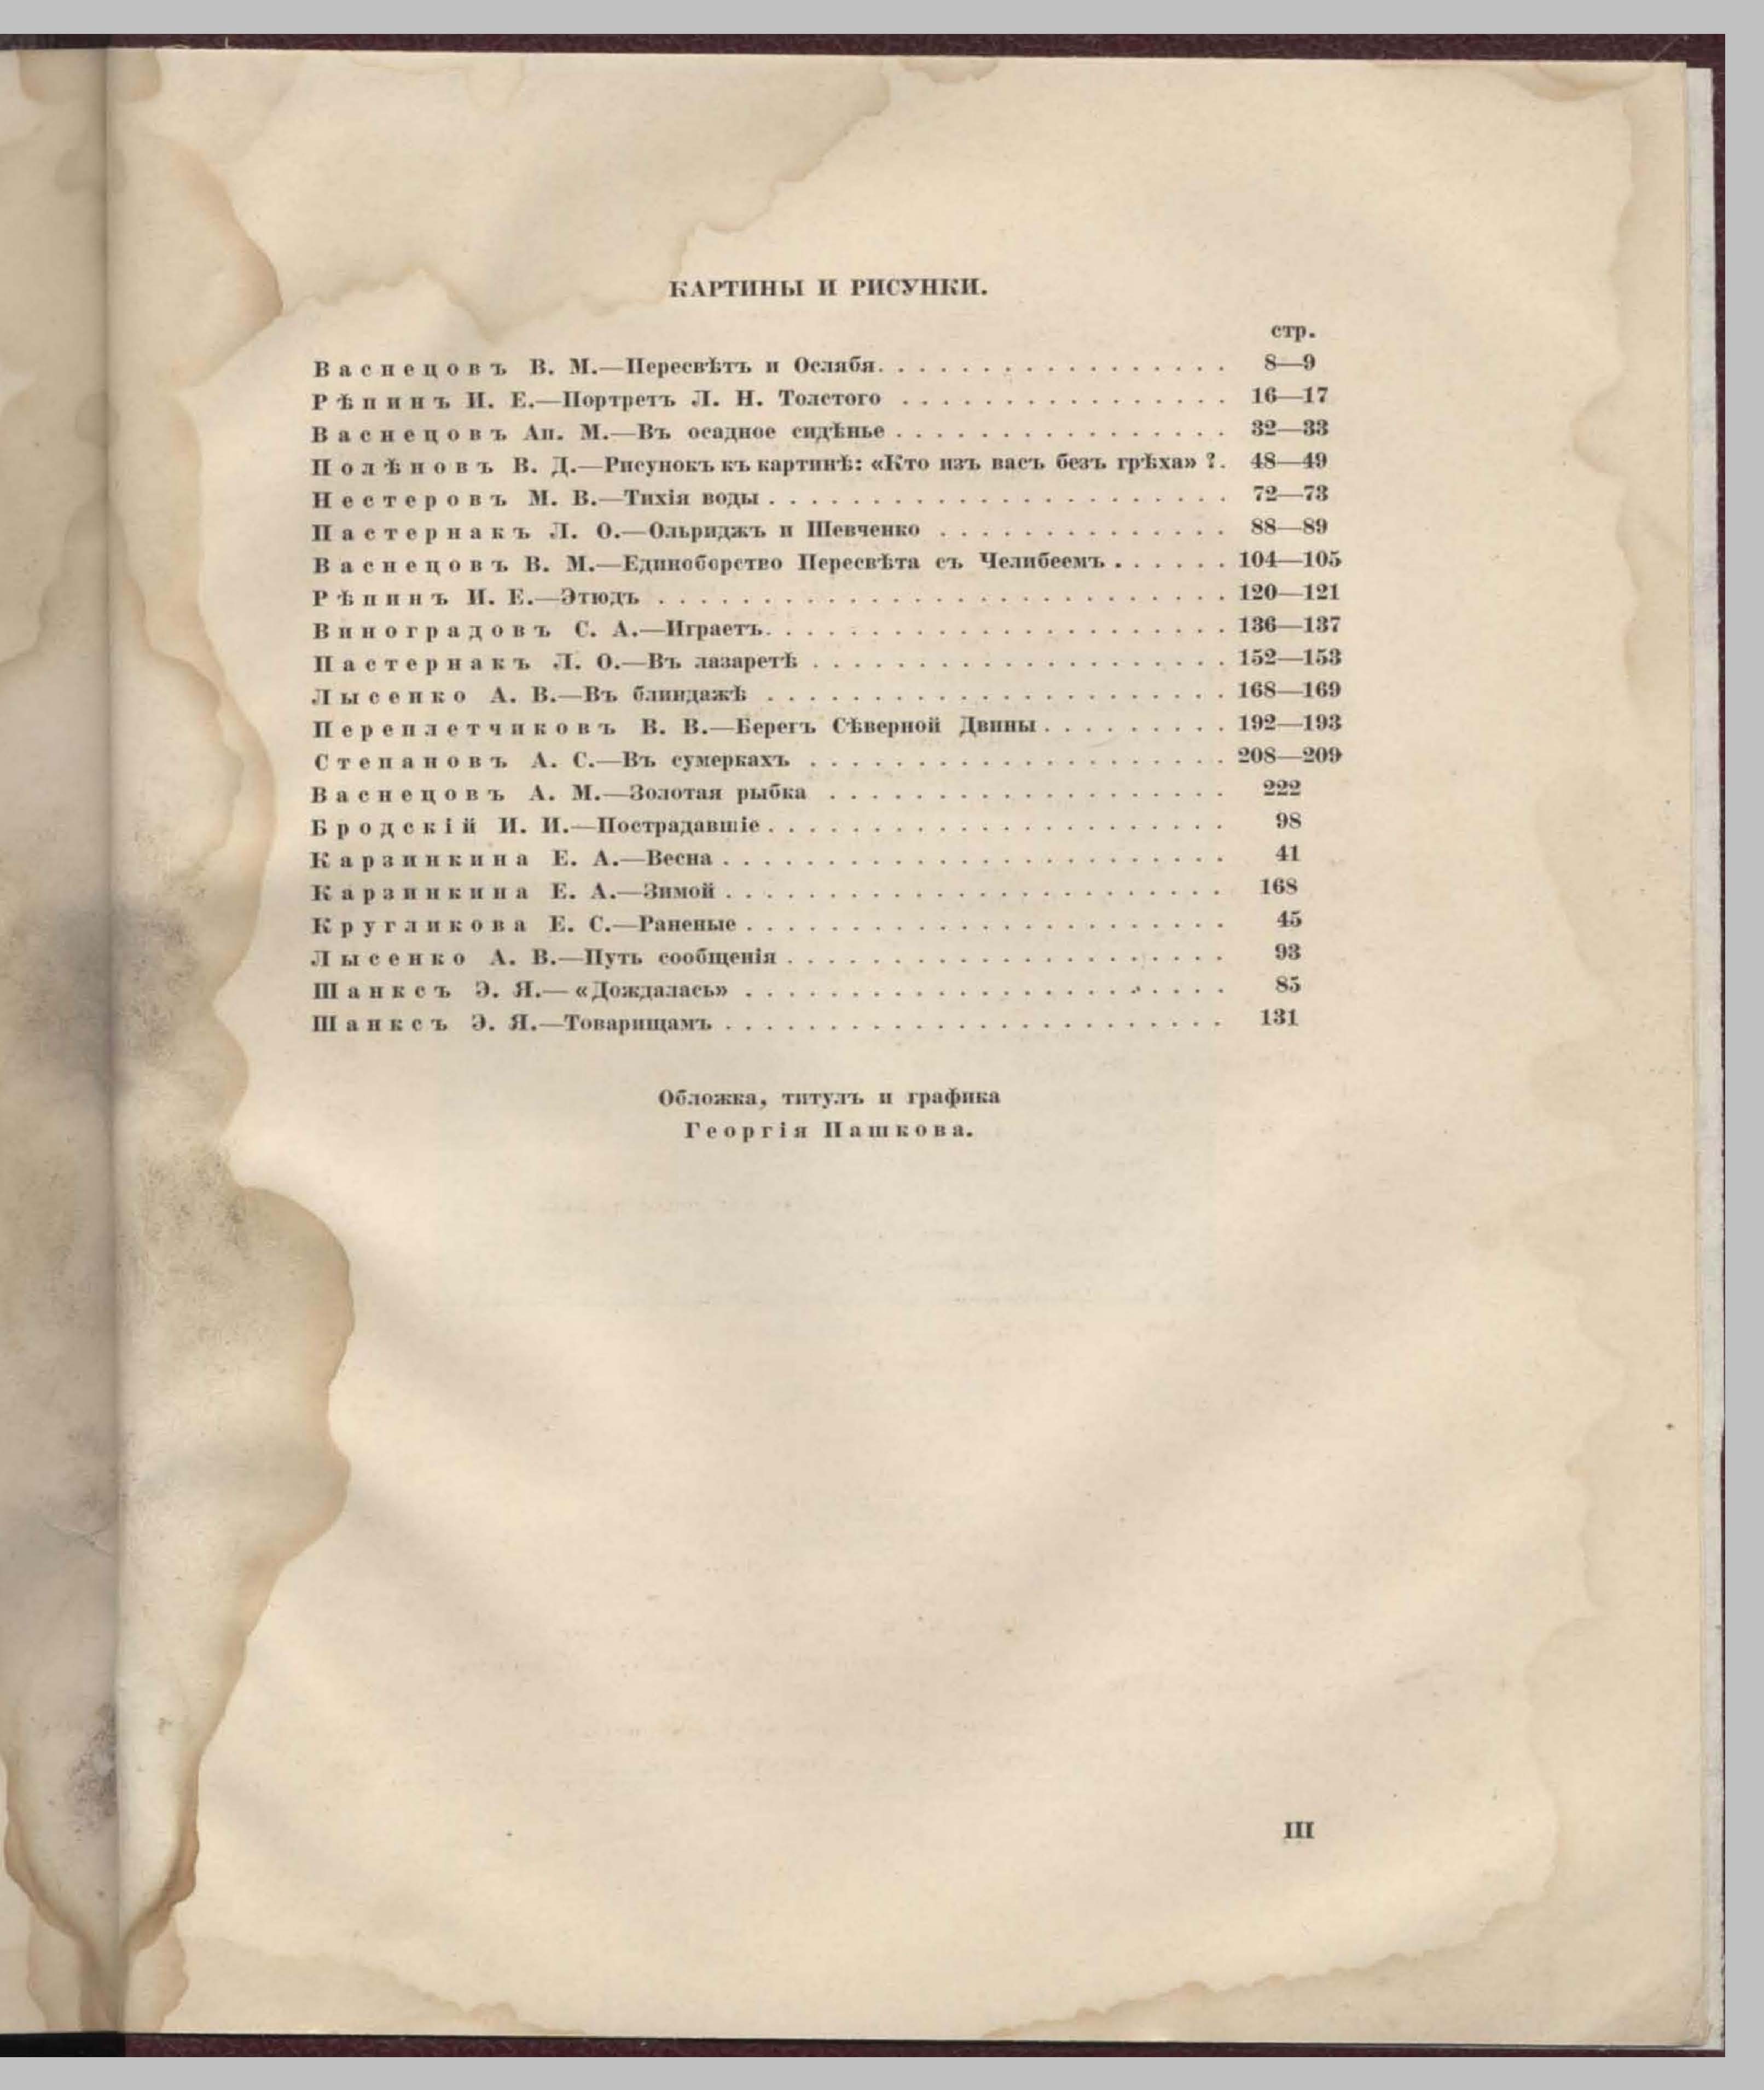 КАРТИНЫ И РИСУНКИ.
стр.
Васнецовъ В. М.—Пересвѣтъ и Ослябя. . . . . . . . . . . . . . . . . 8—9
Рѣпинъ И. Е.—Портретъ Л. Н. Толстого . . . . . . . . . . . . . . . . 16—17
Васнецовъ Ап. М.—Въ осадное сидѣнье . . . . . . . . . . . . . . . . 32—33
Полѣновъ В. Д.—Рисунокъ къ картинѣ: «Кто изъ васъ безъ грѣха» ?. 48—49
Нестеровъ М. В.—Тихія воды . . . . . . . . . . . . . . . . . . . . . . 72—73
Пастернакъ Л. О.—Ольриджъ и Шевченко . . . . . . . . . . . . . . 88—89
Васнецовъ В. М.—Единоборство Пересвѣта съ Челибеемъ . . . . . . 104—105
Рѣпинъ И. Е.—Этюдъ . . . . . . . . . . . . . . . . . . . . . . . . . . . 120—121
Виноградовъ С. А.—Играетъ. . . . . . . . . . . . . . . . . . . . . . 136—137
Пастернакъ Л. О.—Въ лазаретѣ . . . . . . . . . . . . . . . . . . . . 152—153
Лысенко А. В.—Въ блиндажѣ . . . . . . . . . . . . . . . . . . . . . . 168—169
Переплетчиковъ В. В.—Берегъ Сѣверной Двины . . . . . . . . . 192—193
Степановъ А. С.—Въ сумеркахъ . . . . . . . . . . . . . . . . . . . . 208—209
Васнецовъ А. М.—Золотая рыбка . . . . . . . . . . . . . . . . . . . 222
Бродскій И. И.—Пострадавшіе . . . . . . . . . . . . . . . . . . . . . . 98
Карзинкина Е. А.—Весна . . . . . . . . . . . . . . . . . . . . . . . . 41
Карзинкина Е. А.—Зимой . . . . . . . . . . . . . . . . . . . . . . . . 168
Кругликова Е. С.—Раненые . . . . . . . . . . . . . . . . . . . . . . . 45
Лысенко А. В.—Путь сообщенія . . . . . . . . . . . . . . . . . . . . . 93
Шанксъ Э. Я.— «Дождалась» . . . . . . . . . . . . . . . . . . . . . . . 85
Шанксъ Э. Я.—Товарищамъ . . . . . . . . . . . . . . . . . . . . . . . . 131
Обложка, титулъ и графика
Георгія Пашкова.
III